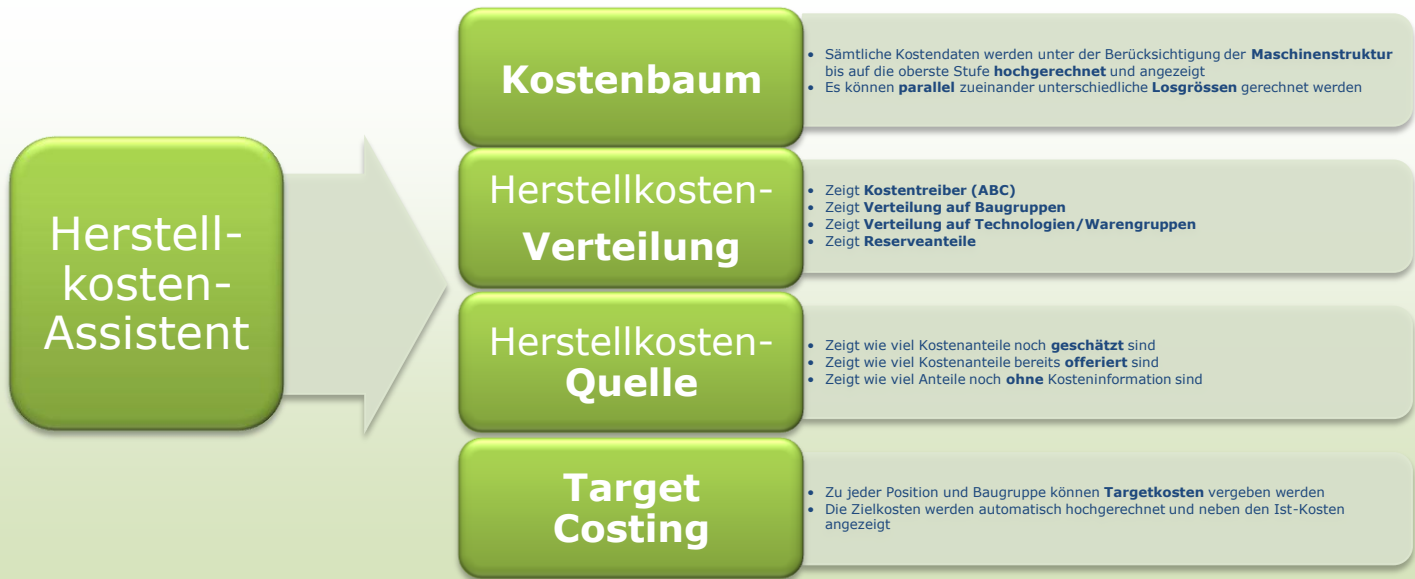 Herstell-
kosten-
Assistent
Kostenbaum
• Sämtliche Kostendaten werden unter der Berücksichtigung der Maschinenstruktur
bis auf die oberste Stufe hochgerechnet und angezeigt
• Es können parallel zueinander unterschiedliche Losgrössen gerechnet werden
Herstellkosten-
Verteilung
• Zeigt Kostentreiber (ABC)
• Zeigt Verteilung auf Baugruppen
• Zeigt Verteilung auf Technologien/Warengruppen
• Zeigt Reserveanteile
Herstellkosten-
Quelle
• Zeigt wie viel Kostenanteile noch geschätzt sind
• Zeigt wie viel Kostenanteile bereits offeriert sind
• Zeigt wie viel Anteile noch ohne Kosteninformation sind
Target
Costing
• Zu jeder Position und Baugruppe können Targetkosten vergeben werden
• Die Zielkosten werden automatisch hochgerechnet und neben den Ist-Kosten
angezeigt